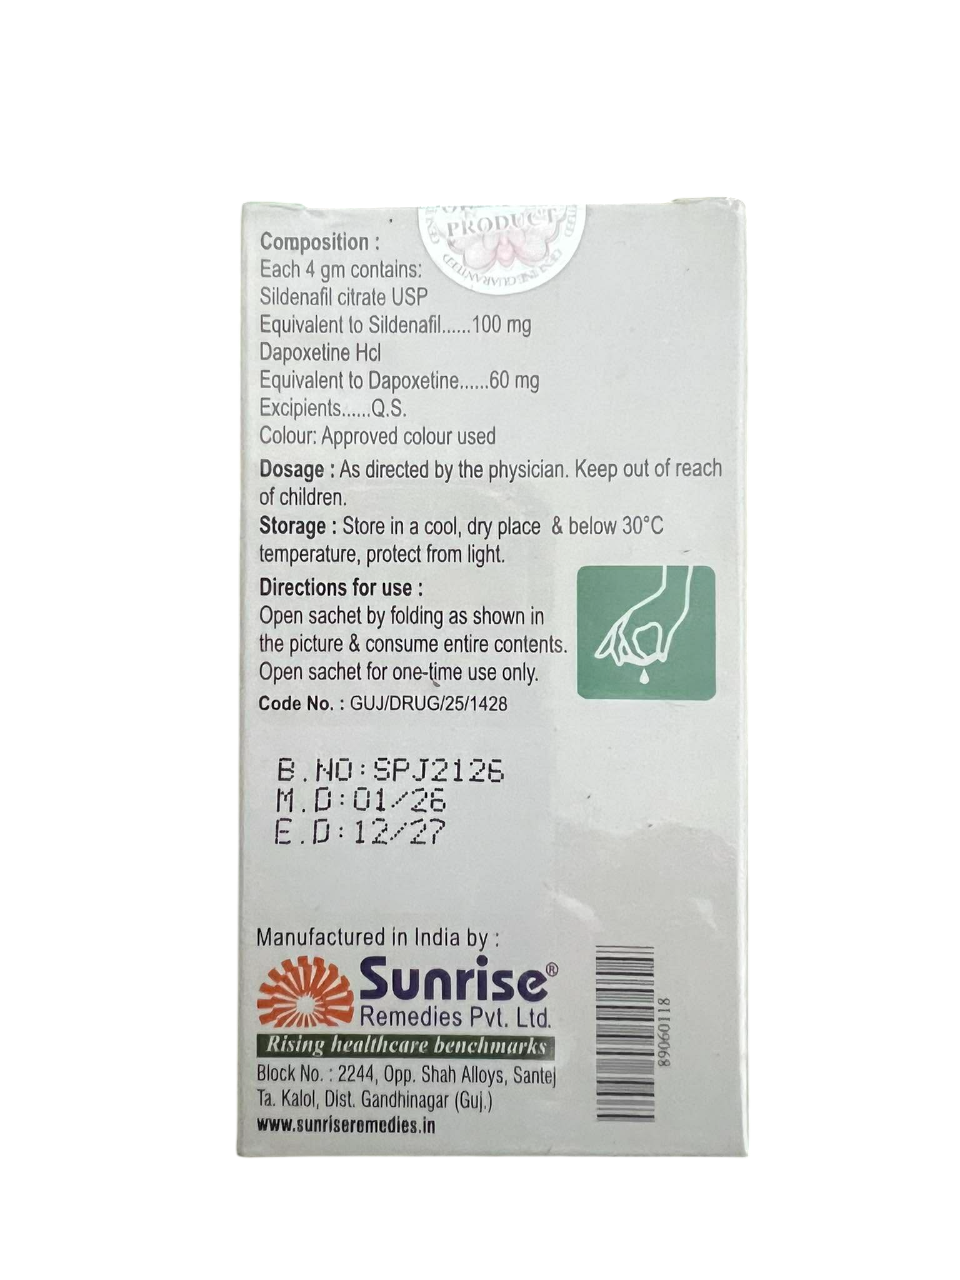 PRODUCT
GUARANTEED
Composition :
Each 4 gm contains:
Sildenafil citrate USP
Equivalent to Sildenafil......100 mg
Dapoxetine Hcl
Equivalent to Dapoxetine......60 mg
Excipients......Q.S.
Colour: Approved colour used
Dosage : As directed by the physician. Keep out of reach
of children.
Storage : Store in a cool, dry place & below 30°C
temperature, protect from light.
Directions for use :
Open sachet by folding as shown in
the picture & consume entire contents.
Open sachet for one-time use only.
Code No. : GUJ/DRUG/25/1428
B.NO:SPJ2126
M.D:01/26
E.D:12/27
Manufactured in India by :
Sunrise®
Remedies Pvt. Ltd.
Rising healthcare benchmarks
Block No. : 2244, Opp. Shah Alloys, Santej
Ta. Kalol, Dist. Gandhinagar (Guj.)
www.sunriseremedies.in
89060118